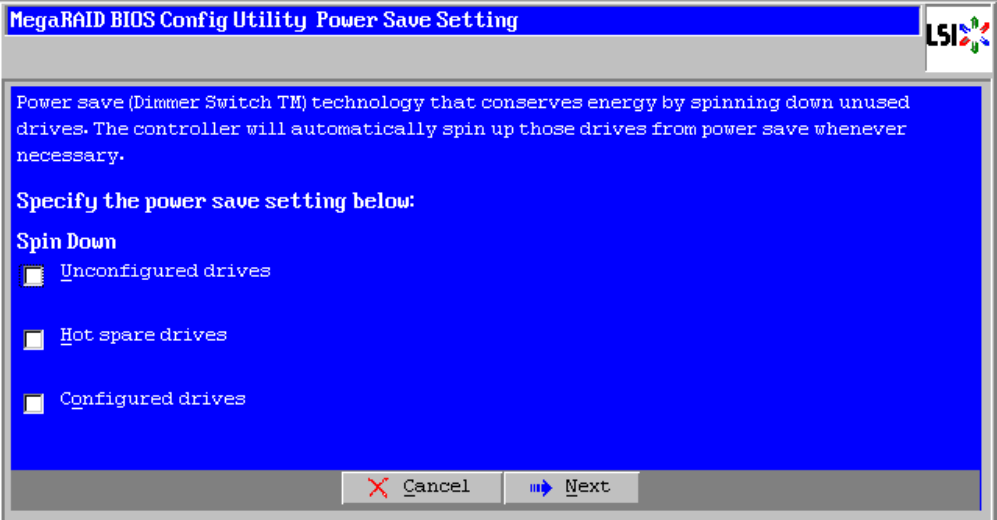 MegaRAID BIOS Config Utility Power Save Setting
LSI
Power save (Dimmer Switch TM) technology that conserves energy by spinning down unused
drives. The controller will automatically spin up those drives from power save whenever
necessary.
Specify the power save setting below:
Spin Down
Unconfigured drives
Hot spare drives
Configured drives
Cancel
Next